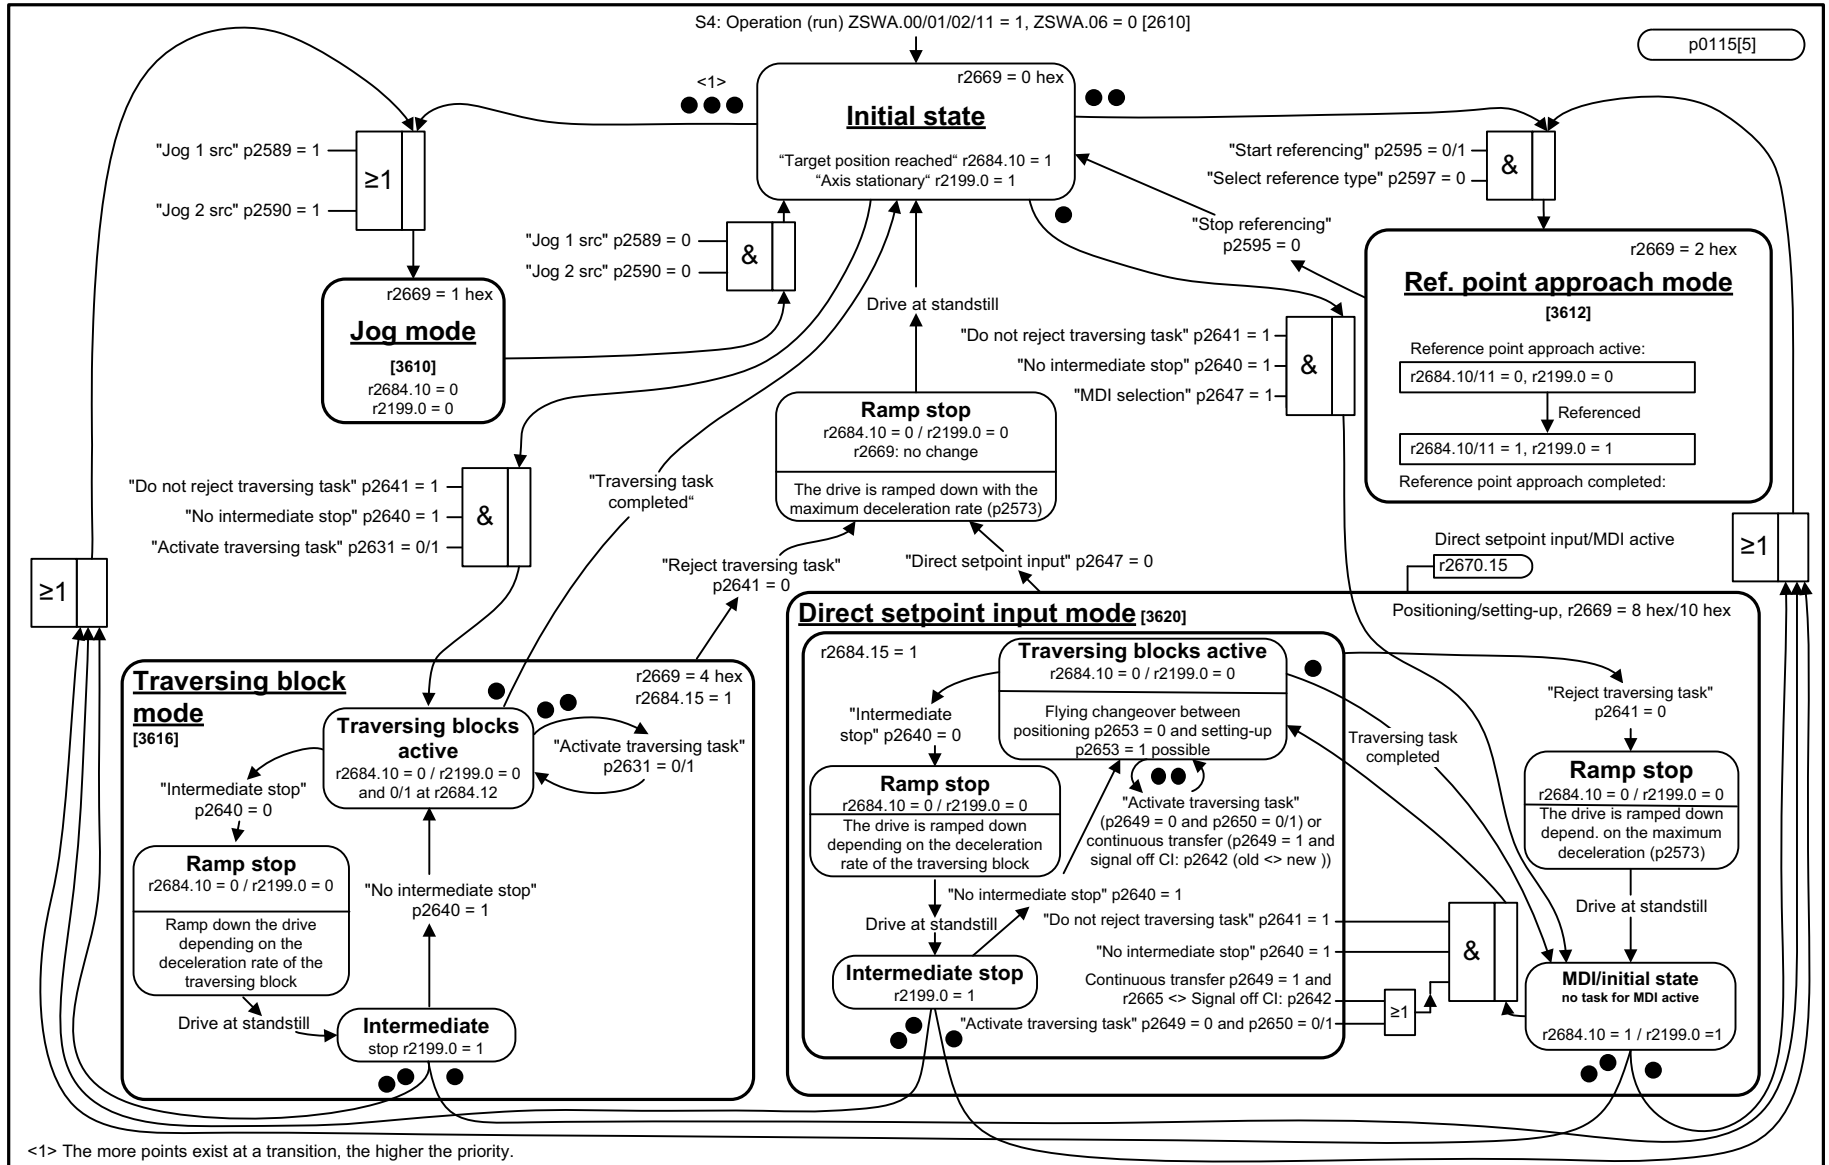 S4: Operation (run) ZSWA.00/01/02/11 = 1, ZSWA.06 = 0 [2610]
p0115[5]
<1>
r2669 = 0 hex
Initial state
“Target position reached“ r2684.10 = 1
“Axis stationary“ r2199.0 = 1
"Jog 1 src" p2589 = 1
≥1
"Jog 2 src" p2590 = 1
"Start referencing" p2595 = 0/1
&
"Select reference type" p2597 = 0
"Jog 1 src" p2589 = 0
&
"Jog 2 src" p2590 = 0
"Stop referencing"
p2595 = 0
r2669 = 1 hex
Jog mode
[3610]
r2684.10 = 0
r2199.0 = 0
r2669 = 2 hex
Ref. point approach mode
[3612]
Reference point approach active:
r2684.10/11 = 0, r2199.0 = 0
Referenced
r2684.10/11 = 1, r2199.0 = 1
Reference point approach completed:
Drive at standstill
"Do not reject traversing task" p2641 = 1
"No intermediate stop" p2640 = 1
&
"MDI selection" p2647 = 1
Ramp stop
r2684.10 = 0 / r2199.0 = 0
r2669: no change
The drive is ramped down with the
maximum deceleration rate (p2573)
"Do not reject traversing task" p2641 = 1
"No intermediate stop" p2640 = 1
&
"Activate traversing task" p2631 = 0/1
"Traversing task
completed“
≥1
"Reject traversing task"
p2641 = 0
"Direct setpoint input" p2647 = 0
Direct setpoint input/MDI active
r2670.15
≥1
Traversing block
mode
[3616]
r2669 = 4 hex
r2684.15 = 1
Traversing blocks
active
r2684.10 = 0 / r2199.0 = 0
and 0/1 at r2684.12
"Activate traversing task"
p2631 = 0/1
"Intermediate stop"
p2640 = 0
Ramp stop
r2684.10 = 0 / r2199.0 = 0
Ramp down the drive
depending on the
deceleration rate of the
traversing block
"No intermediate stop"
p2640 = 1
Drive at standstill
Intermediate
stop r2199.0 = 1
Direct setpoint input mode [3620]
Positioning/setting-up, r2669 = 8 hex/10 hex
r2684.15 = 1
Traversing blocks active
r2684.10 = 0 / r2199.0 = 0
Flying changeover between
positioning p2653 = 0 and setting-up
p2653 = 1 possible
"Intermediate
stop" p2640 = 0
Ramp stop
r2684.10 = 0 / r2199.0 = 0
The drive is ramped down
depending on the deceleration
rate of the traversing block
"Activate traversing task"
(p2649 = 0 and p2650 = 0/1) or
continuous transfer (p2649 = 1 and
signal off CI: p2642 (old <> new ))
Traversing task
completed
"Reject traversing task"
p2641 = 0
Ramp stop
r2684.10 = 0 / r2199.0 = 0
The drive is ramped down
depend. on the maximum
deceleration (p2573)
Drive at standstill
"No intermediate stop" p2640 = 1
Drive at standstill
Intermediate stop
r2199.0 = 1
"Do not reject traversing task" p2641 = 1
"No intermediate stop" p2640 = 1
&
Continuous transfer p2649 = 1 and
r2665 <> Signal off CI: p2642
≥1
"Activate traversing task" p2649 = 0 and p2650 = 0/1
MDI/initial state
no task for MDI active
r2684.10 = 1 / r2199.0 =1
<1> The more points exist at a transition, the higher the priority.